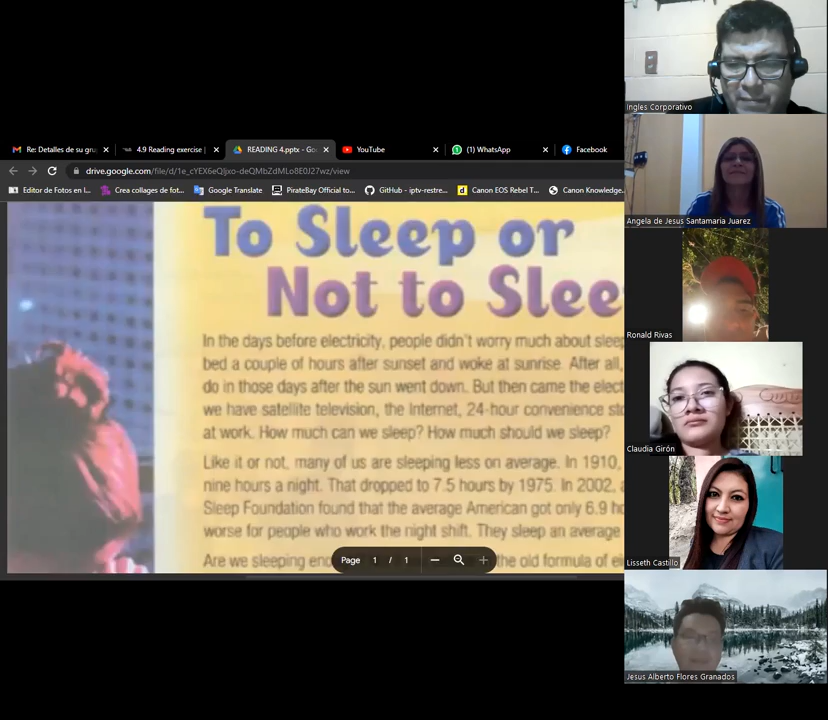 Ingles Corporativo
Re: Detalles de su gru
4.9 Reading exercise |
READING 4.pptx - Go
YouTube
(1) WhatsApp
Facebook
drive.google.com/file/d/1e_cYEX6eQljxo-deQMbZdMLo8E0J27wz/view
Editor de Fotos en l...
Crea collages de fot...
Google Translate
PirateBay Official to...
GitHub - iptv-restre...
Canon EOS Rebel T...
Canon Knowledge
To Sleep or
Not to Slee
In the days before electricity, people didn't worry much about sleep
bed a couple of hours after sunset and woke at sunrise. After all,
do in those days after the sun went down. But then came the elect
we have satellite television, the Internet, 24-hour convenience sto
at work. How much can we sleep? How much should we sleep?
Like it or not, many of us are sleeping less on average. In 1910,
nine hours a night. That dropped to 7.5 hours by 1975. In 2002, a
Sleep Foundation found that the average American got only 6.9 ho
worse for people who work the night shift. They sleep an average
Are we sleeping eno the old formula of ei
Page 1 / 1
Angela de Jesus Santamaria Juarez
Ronald Rivas
Claudia Girón
Lisseth Castillo
Jesus Alberto Flores Granados